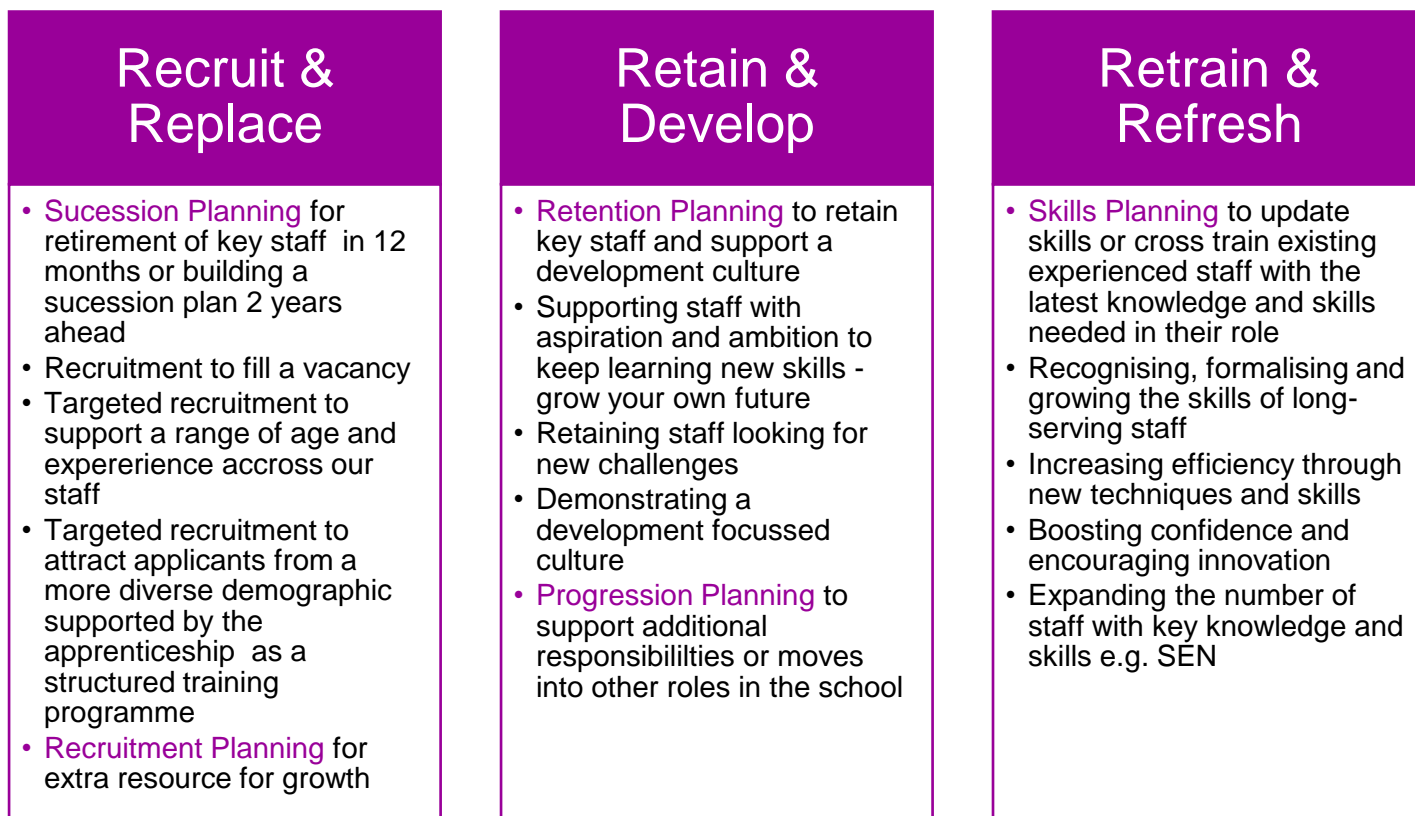 Recruit &
Replace
• Sucession Planning for
retirement of key staff  in 12
months or building a
sucession plan 2 years
ahead
• Recruitment to fill a vacancy
• Targeted recruitment to
support a range of age and
expererience accross our
staff
• Targeted recruitment to
attract applicants from a
more diverse demographic
supported by the
apprenticeship  as a
structured training
programme
• Recruitment Planning for
extra resource for growth
Retain &
Develop
• Retention Planning to retain
key staff and support a
development culture
• Supporting staff with
aspiration and ambition to
keep learning new skills -
grow your own future
• Retaining staff looking for
new challenges
• Demonstrating a
development focussed
culture
• Progression Planning to
support additional
responsibililties or moves
into other roles in the school
Retrain &
Refresh
• Skills Planning to update
skills or cross train existing
experienced staff with the
latest knowledge and skills
needed in their role
• Recognising, formalising and
growing the skills of long-
serving staff
• Increasing efficiency through
new techniques and skills
• Boosting confidence and
encouraging innovation
• Expanding the number of
staff with key knowledge and
skills e.g. SEN